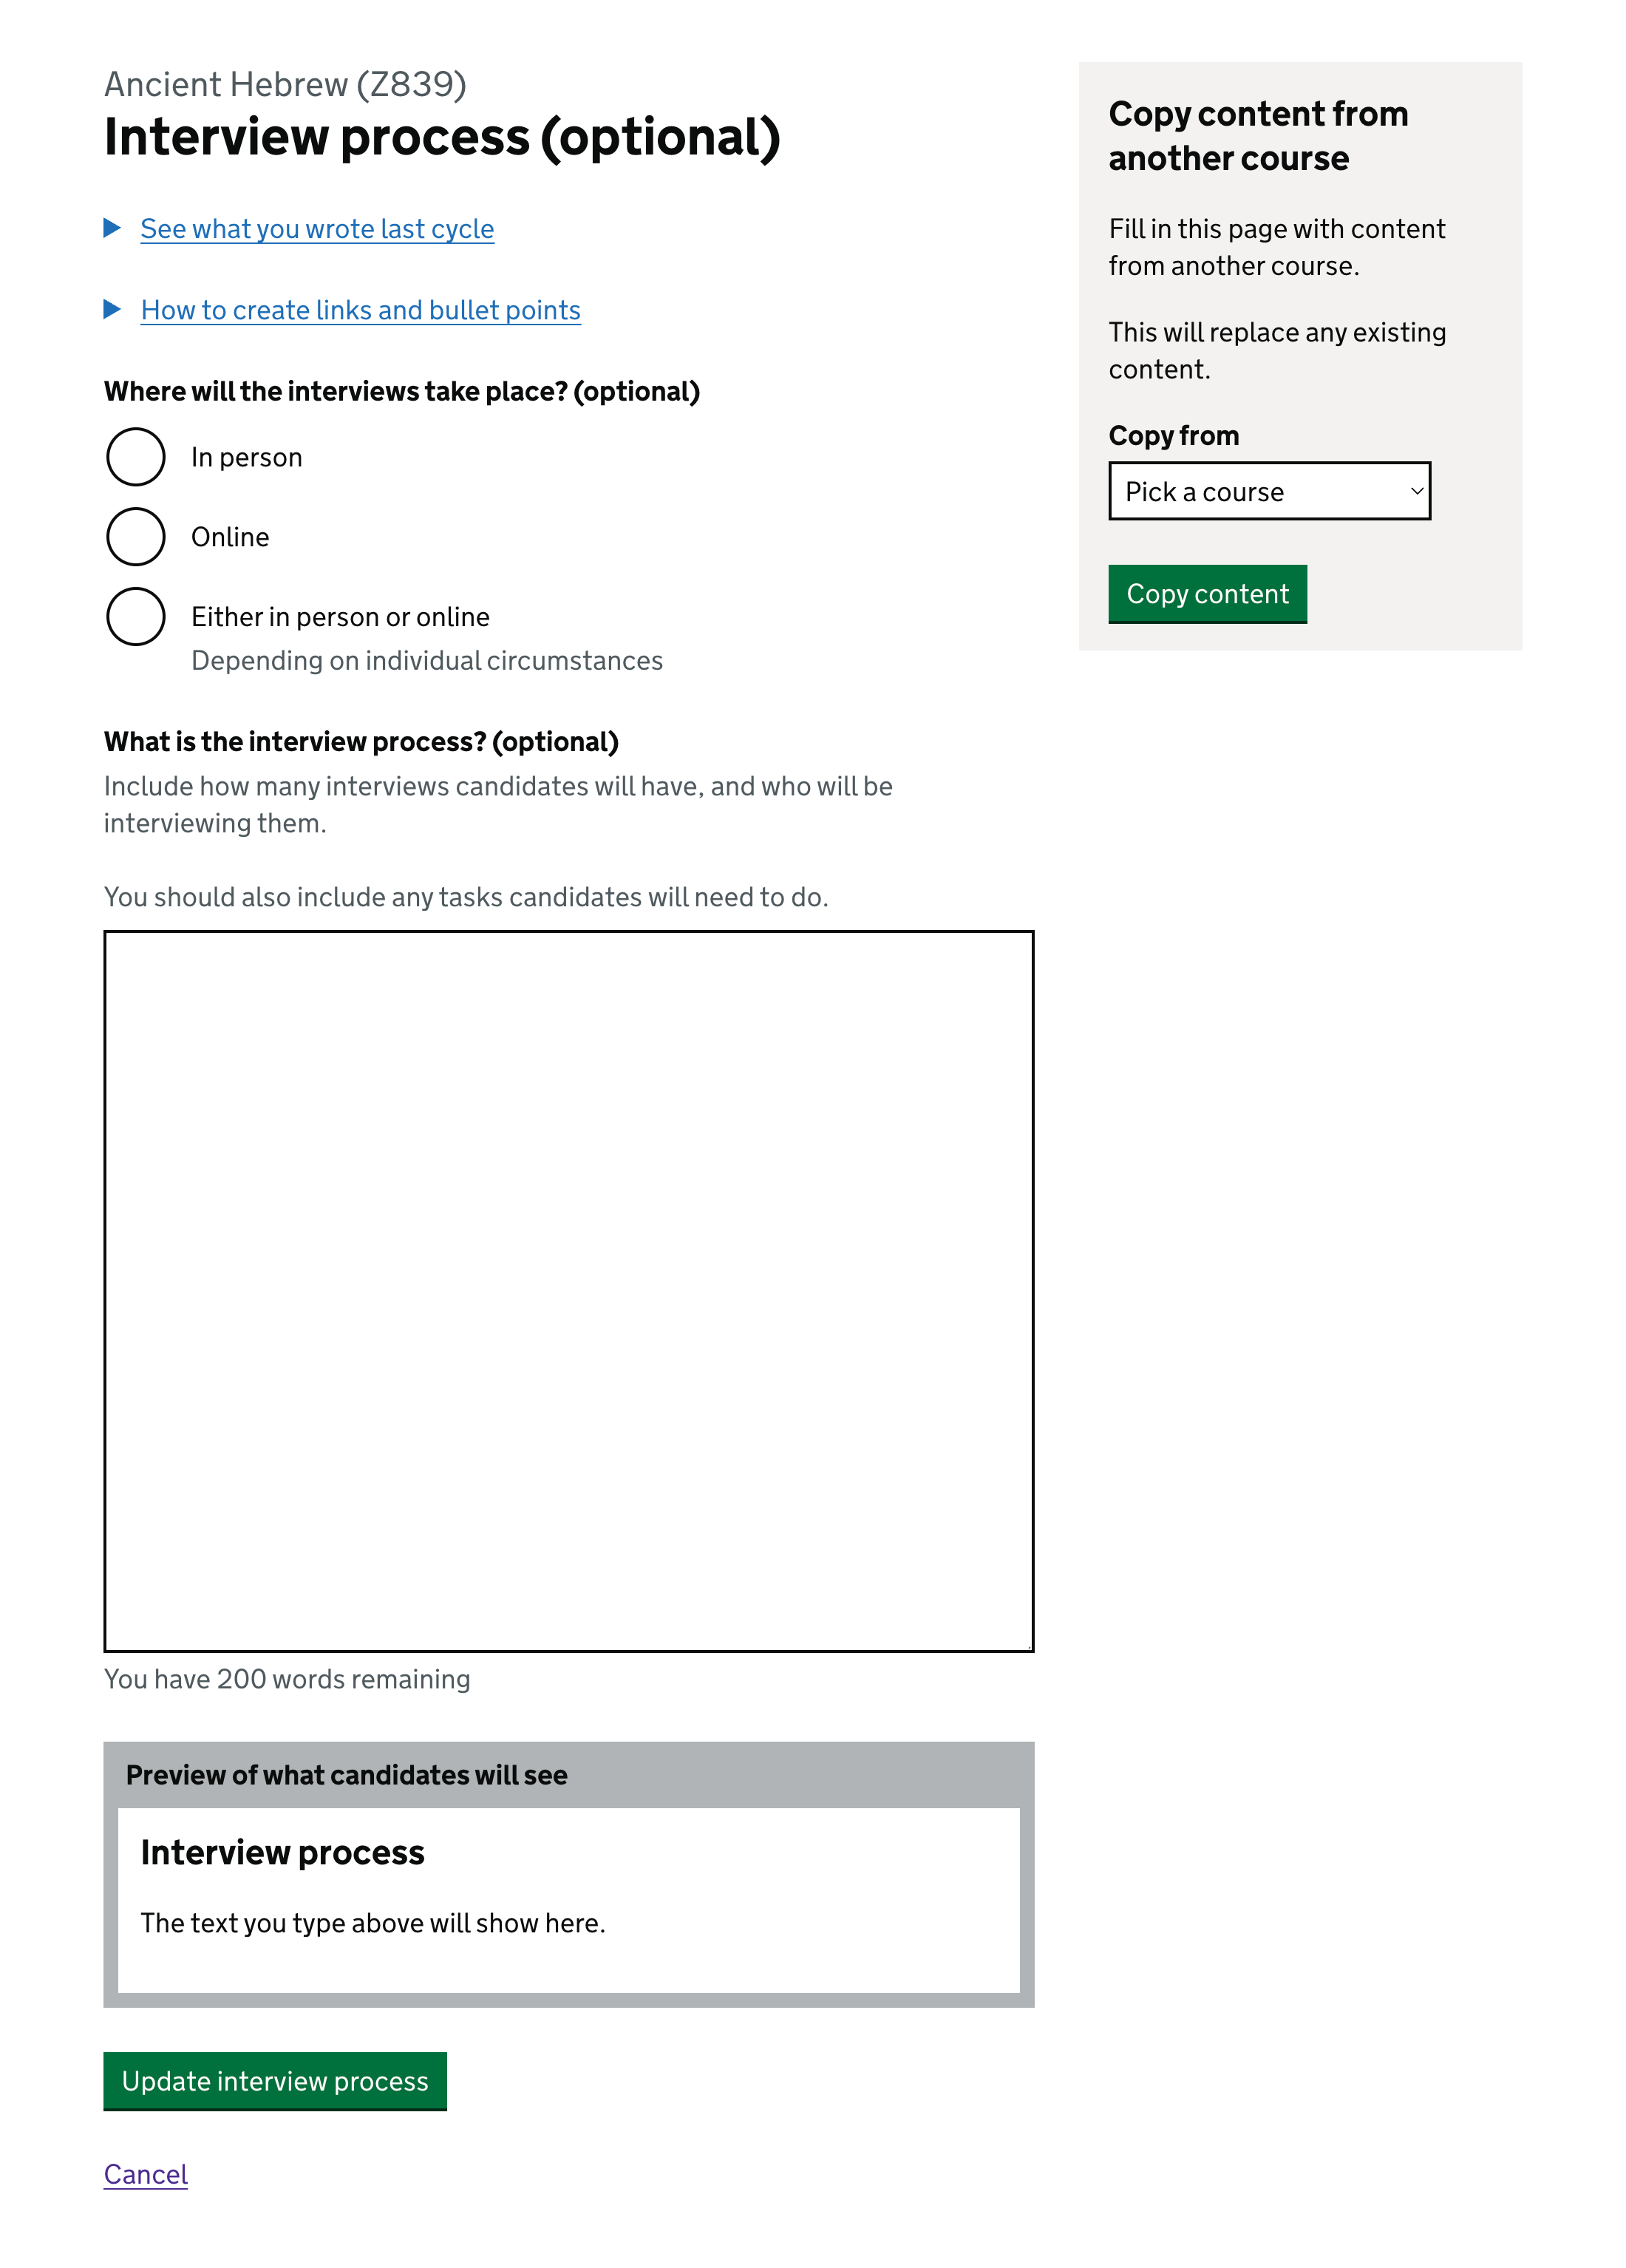 Ancient Hebrew (Z839)
Interview process (optional)
See what you wrote last cycle
How to create links and bullet points
Where will the interviews take place? (optional)
In person
Online
Either in person or online
Depending on individual circumstances
What is the interview process? (optional)
Include how many interviews candidates will have, and who will be
interviewing them.
You should also include any tasks candidates will need to do.
You have 200 words remaining
Preview of what candidates will see
Interview process
The text you type above will show here.
Update interview process
Cancel
Copy content from
another course
Fill in this page with content
from another course.
This will replace any existing
content.
Copy from
Pick a course
Copy content